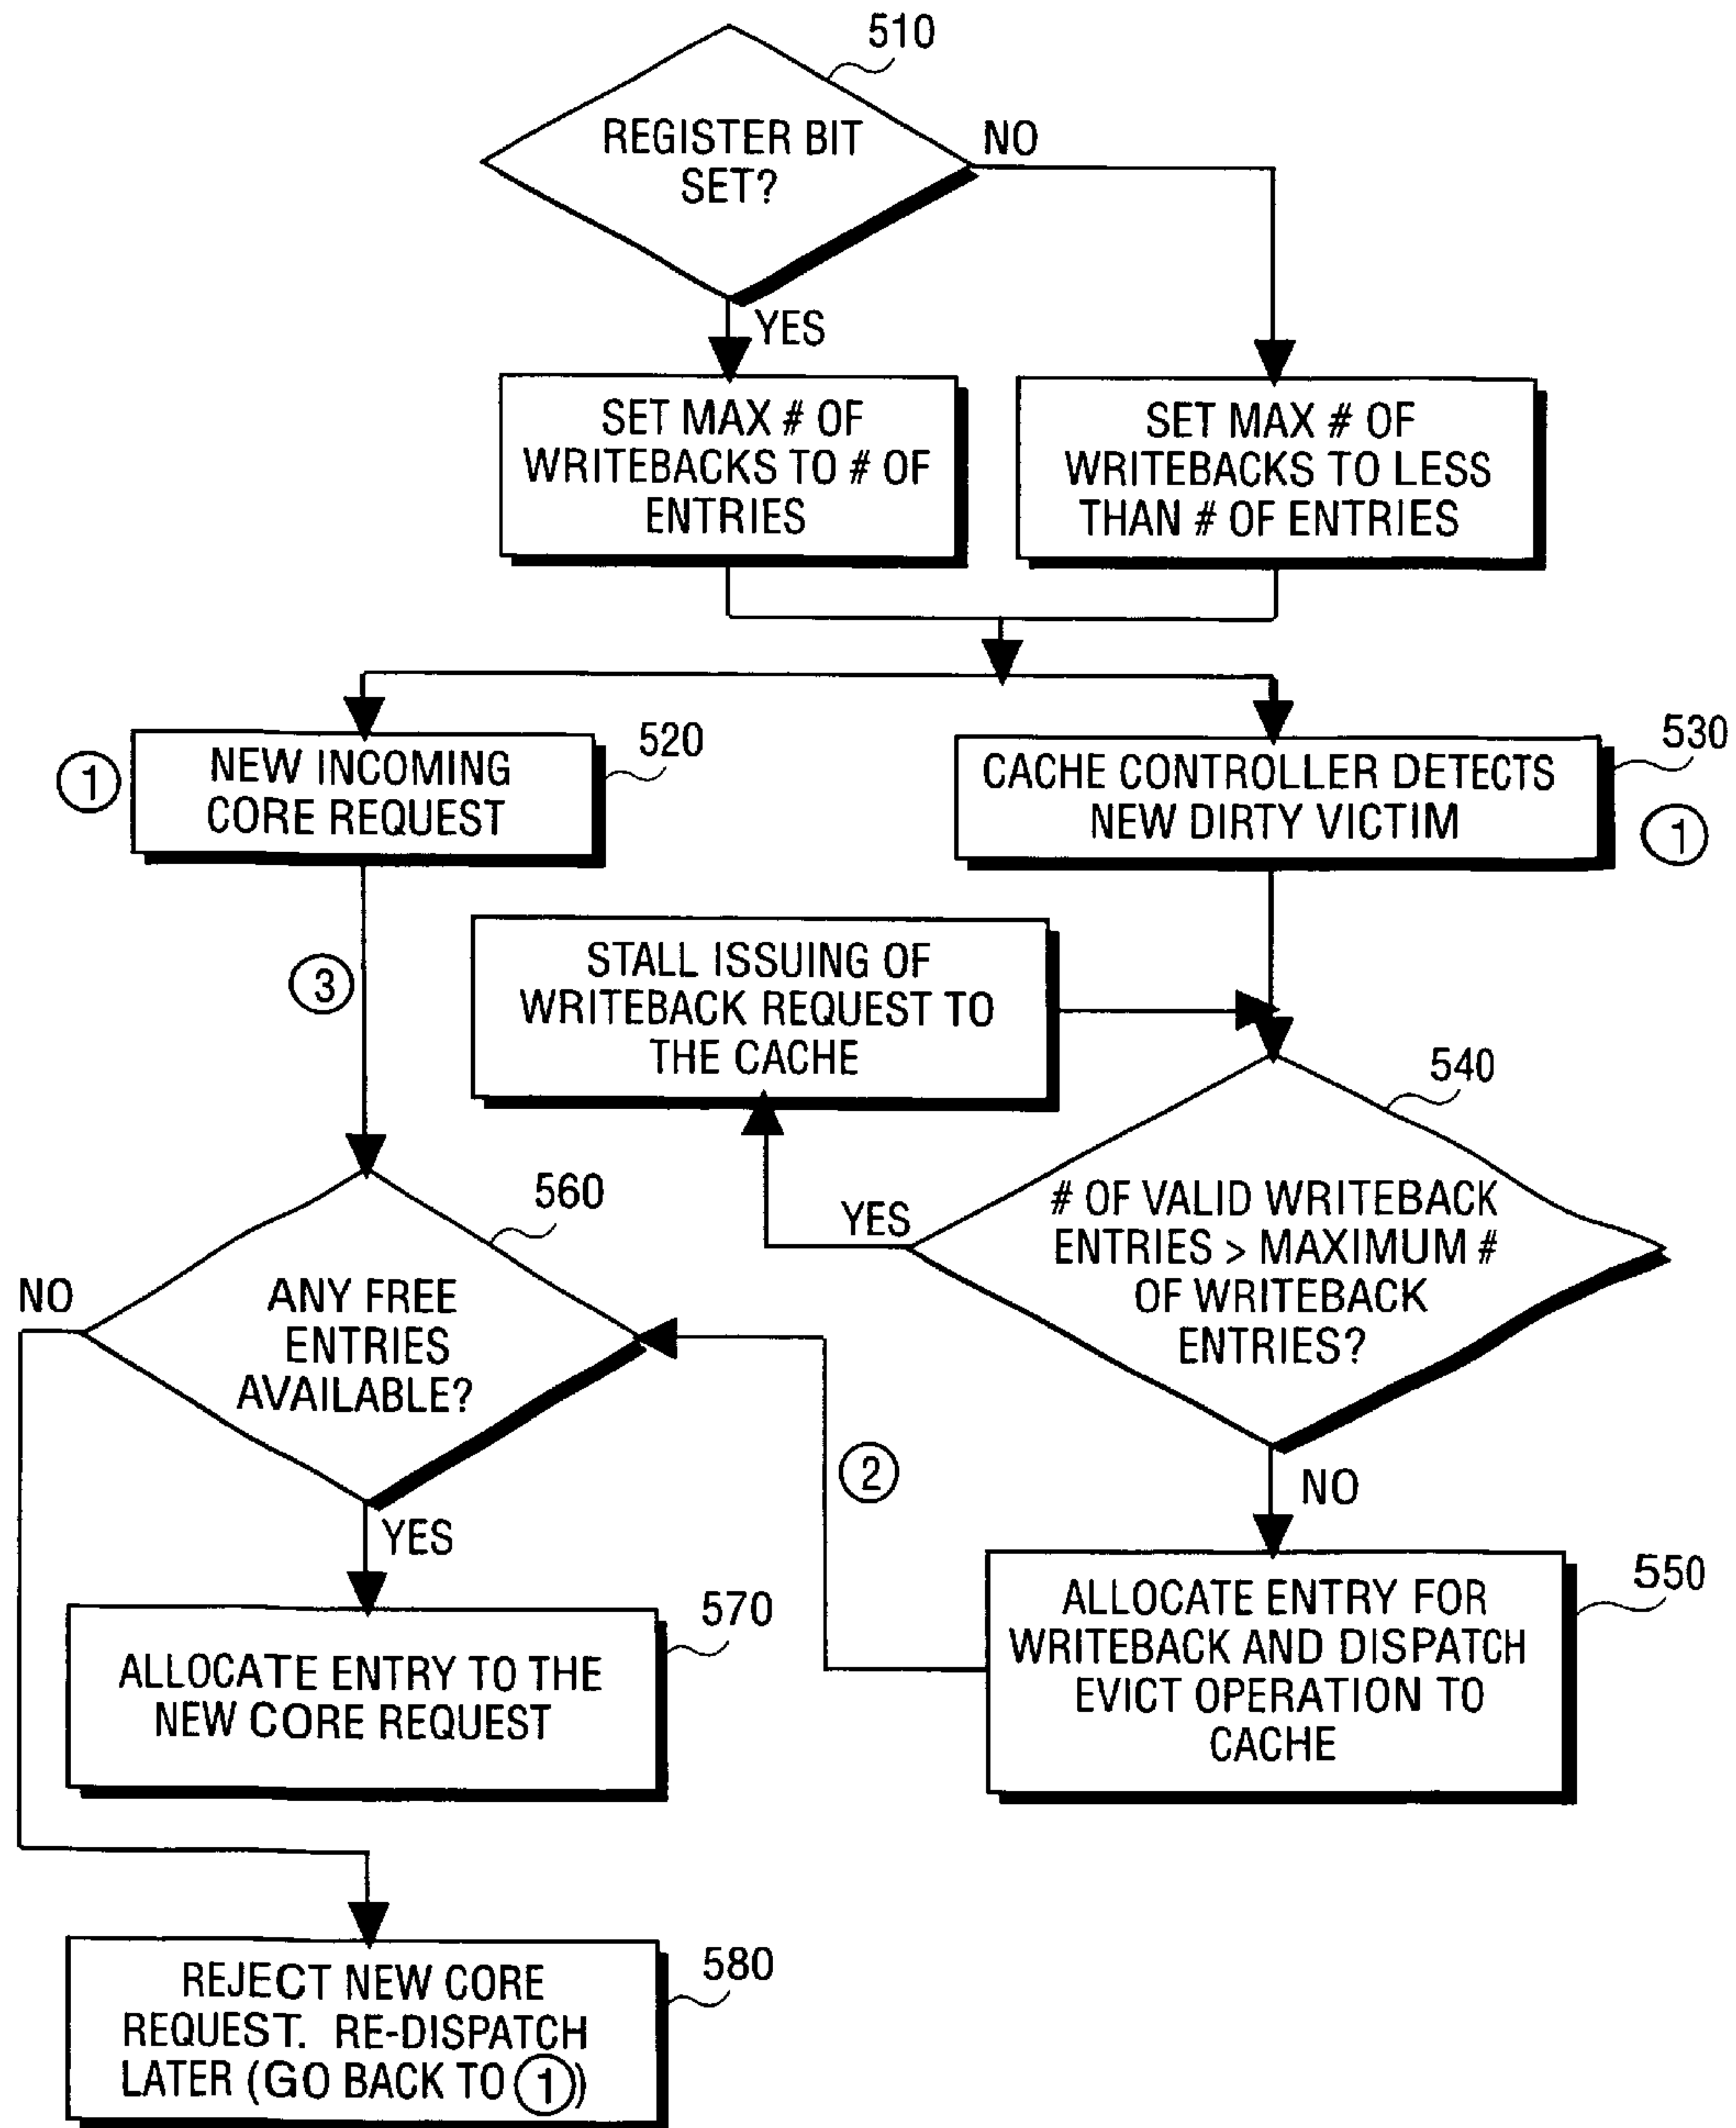 510
REGISTER BIT
SET?
NO
YES
SET MAX # OF
WRITEBACKS TO # OF
ENTRIES
SET MAX # OF
WRITEBACKS TO LESS
THAN # OF ENTRIES
520
1
NEW INCOMING
CORE REQUEST
530
CACHE CONTROLLER DETECTS
NEW DIRTY VICTIM
1
3
STALL ISSUING OF
WRITEBACK REQUEST TO
THE CACHE
540
# OF VALID WRITEBACK
ENTRIES > MAXIMUM #
OF WRITEBACK
ENTRIES?
YES
NO
560
ANY FREE
ENTRIES
AVAILABLE?
NO
YES
2
550
ALLOCATE ENTRY FOR
WRITEBACK AND DISPATCH
EVICT OPERATION TO
CACHE
570
ALLOCATE ENTRY TO THE
NEW CORE REQUEST
580
REJECT NEW CORE
REQUEST. RE-DISPATCH
LATER (GO BACK TO 1)